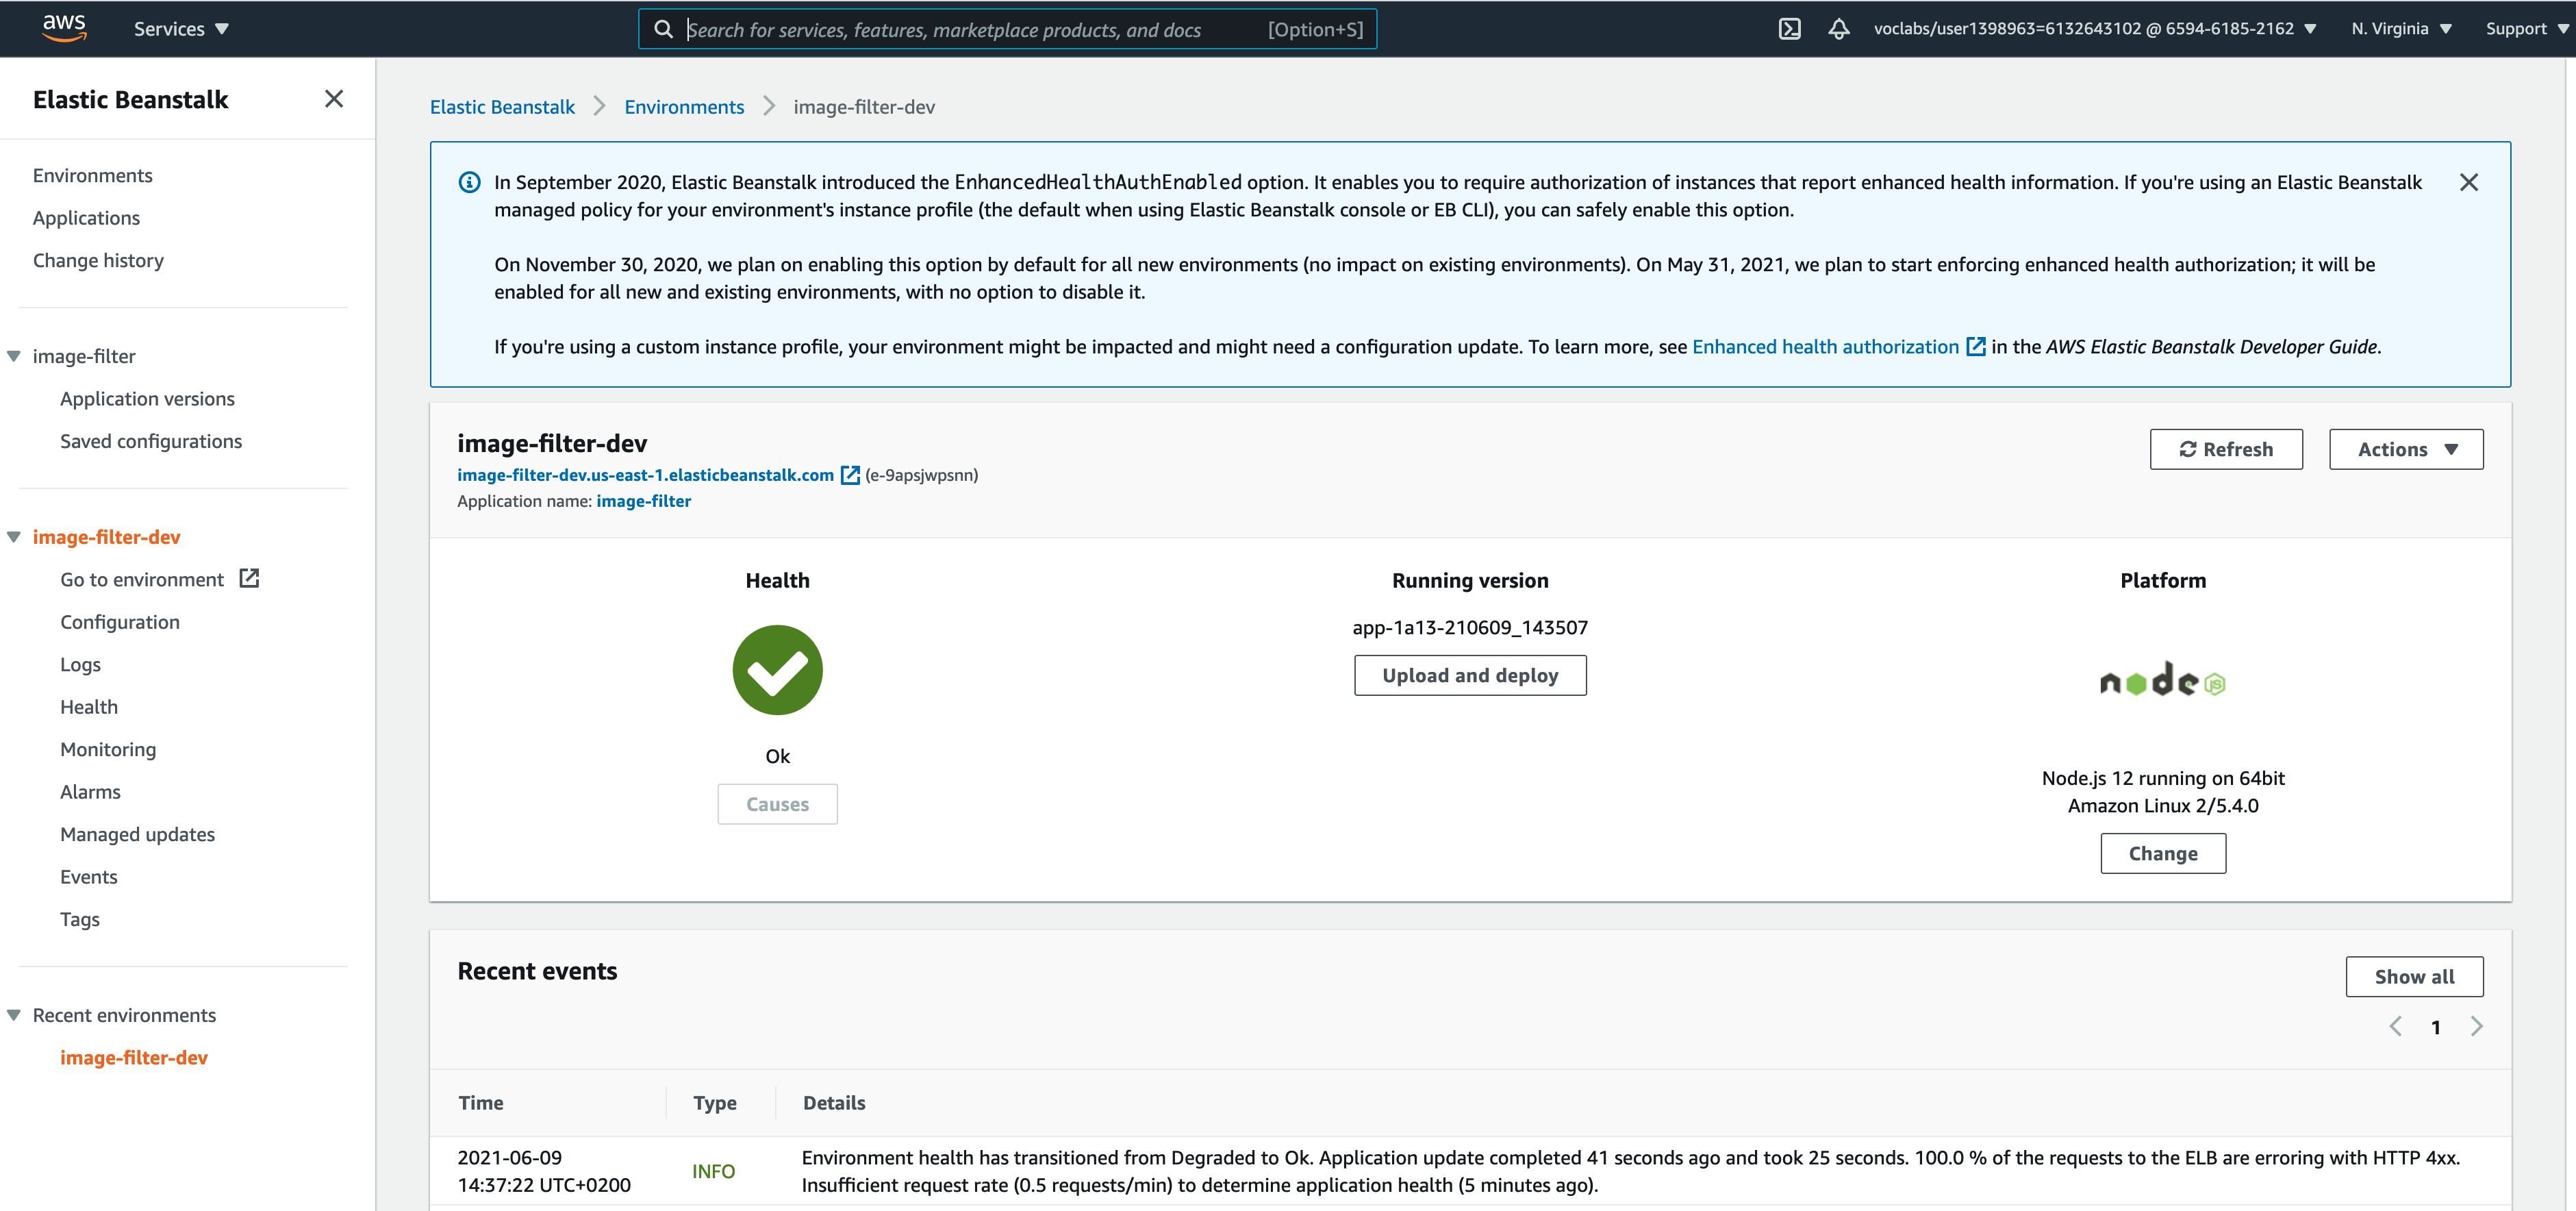 aws
Services
Search for services, features, marketplace products, and docs
[Option+S]
voclabs/user1398963=6132643102 @ 6594-6185-2162
N. Virginia
Support
Elastic Beanstalk
Environments
Applications
Change history
image-filter
Application versions
Saved configurations
image-filter-dev
Go to environment
Configuration
Logs
Health
Monitoring
Alarms
Managed updates
Events
Tags
Recent environments
image-filter-dev
Elastic Beanstalk > Environments > image-filter-dev
In September 2020, Elastic Beanstalk introduced the EnhancedHealthAuthEnabled option. It enables you to require authorization of instances that report enhanced health information. If you're using an Elastic Beanstalk
managed policy for your environment's instance profile (the default when using Elastic Beanstalk console or EB CLI), you can safely enable this option.
On November 30, 2020, we plan on enabling this option by default for all new environments (no impact on existing environments). On May 31, 2021, we plan to start enforcing enhanced health authorization; it will be
enabled for all new and existing environments, with no option to disable it.
If you're using a custom instance profile, your environment might be impacted and might need a configuration update. To learn more, see Enhanced health authorization in the AWS Elastic Beanstalk Developer Guide.
image-filter-dev
image-filter-dev.us-east-1.elasticbeanstalk.com (e-9apsjwpsnn)
Application name: image-filter
Refresh
Actions
Health
Ok
Causes
Running version
app-1a13-210609_143507
Upload and deploy
Platform
node JS
Node.js 12 running on 64bit
Amazon Linux 2/5.4.0
Change
Recent events
Show all
1
Time
Type
Details
2021-06-09
14:37:22 UTC+0200
INFO
Environment health has transitioned from Degraded to Ok. Application update completed 41 seconds ago and took 25 seconds. 100.0 % of the requests to the ELB are erroring with HTTP 4xx.
Insufficient request rate (0.5 requests/min) to determine application health (5 minutes ago).